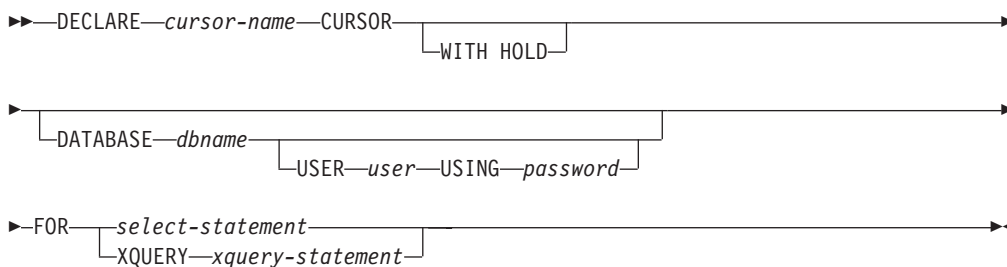 DECLARE cursor-name CURSOR
WITH HOLD
DATABASE dbname
USER user USING password
FOR select-statement
XQUERY xquery-statement